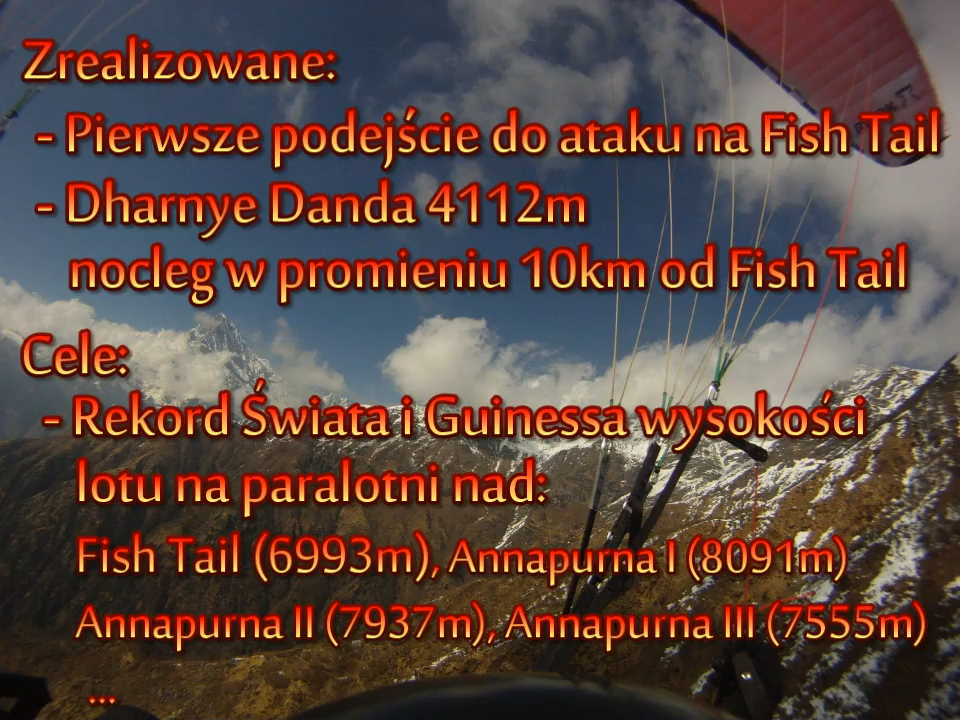 Zrealizowane:
- Pierwsze podejście do ataku na Fish Tail
- Dharnye Danda 4112m
nocleg w promieniu 10km od Fish Tail
Cele:
- Rekord Świata i Guinessa wysokości
lotu na paralotni nad:
Fish Tail (6993m), Annapurna I (8091m)
Annapurna II (7937m), Annapurna III (7555m)
...